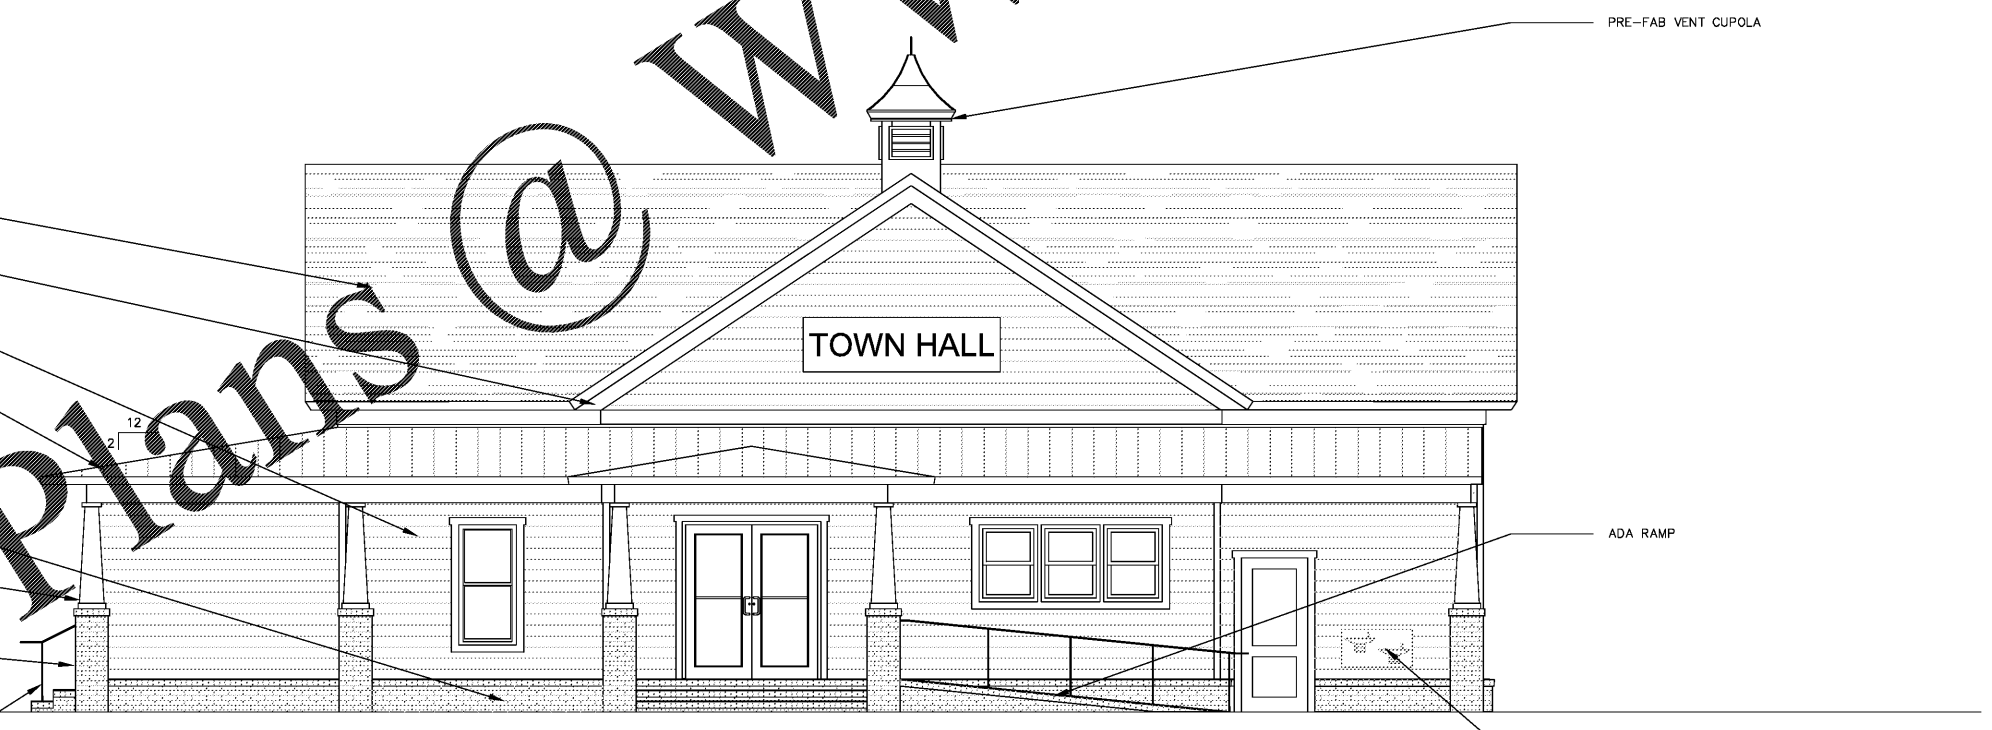 PRE-FAB VENT CUPOLA
Plans @ W
TOWN HALL
12
2
ADA RAMP